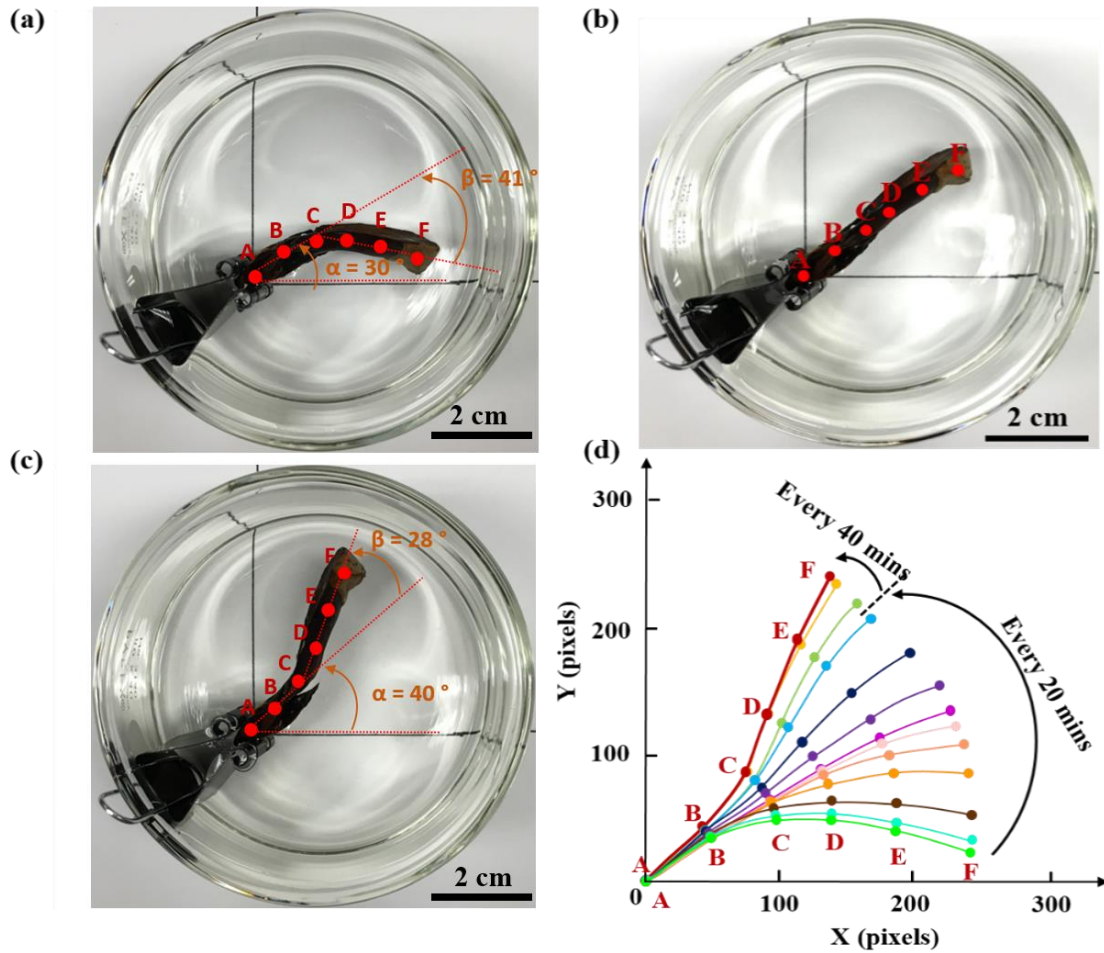 (a)
A
B
C
D
E
F
β = 41 °
α = 30 °
2 cm
(b)
A
B
C
D
E
F
2 cm
(c)
A
B
C
D
E
F
β = 28 °
α = 40 °
2 cm
(d)
Y (pixels)
300
200
100
0
100
200
300
X (pixels)
Every 40 mins
Every 20 mins
F
E
D
C
B
A
A
B
C
D
E
F